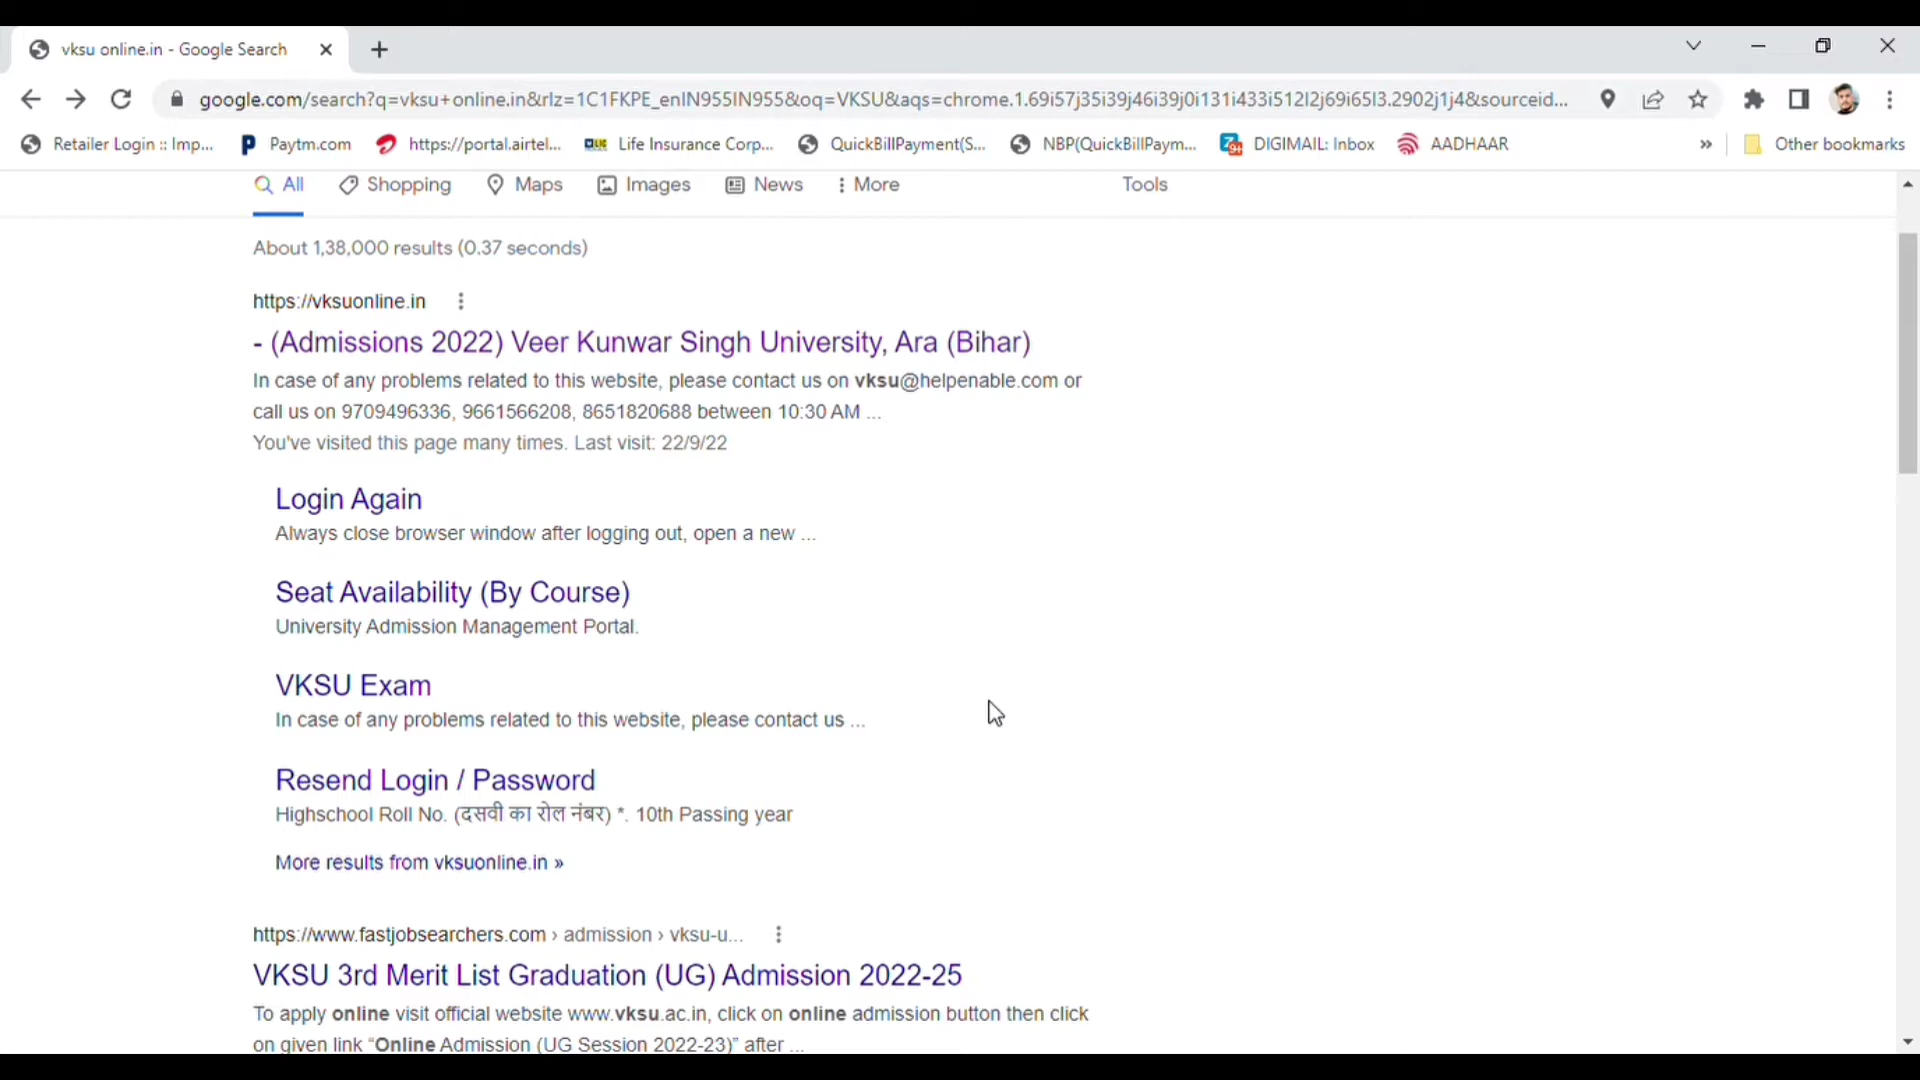 vksu online.in - Google Search
google.com/search?q=vksu+online.in&rlz=1C1FKPE_enIN955IN955&oq=VKSU&aqs=chrome.1.69i57j35i39j46i39j0i131i433i512l2j69i65l3.2902j1j4&sourceid...
Retailer Login :: Imp... Paytm.com https://portal.airtel... LIC Life Insurance Corp... QuickBillPayment(S... NBP(QuickBillPaym... Z 9+ DIGIMAIL: Inbox AADHAAR » Other bookmarks
All Shopping Maps Images News More Tools
About 1,38,000 results (0.37 seconds)
https://vksuonline.in
- (Admissions 2022) Veer Kunwar Singh University, Ara (Bihar)
In case of any problems related to this website, please contact us on vksu@helpenable.com or
call us on 9709496336, 9661566208, 8651820688 between 10:30 AM ...
You've visited this page many times. Last visit: 22/9/22
Login Again
Always close browser window after logging out, open a new ...
Seat Availability (By Course)
University Admission Management Portal.
VKSU Exam
In case of any problems related to this website, please contact us ...
Resend Login / Password
Highschool Roll No. (दसवी का रोल नंबर) *. 10th Passing year
More results from vksuonline.in »
https://www.fastjobsearchers.com › admission › vksu-u...
VKSU 3rd Merit List Graduation (UG) Admission 2022-25
To apply online visit official website www.vksu.ac.in, click on online admission button then click
on given link “Online Admission (UG Session 2022-23)” after ...